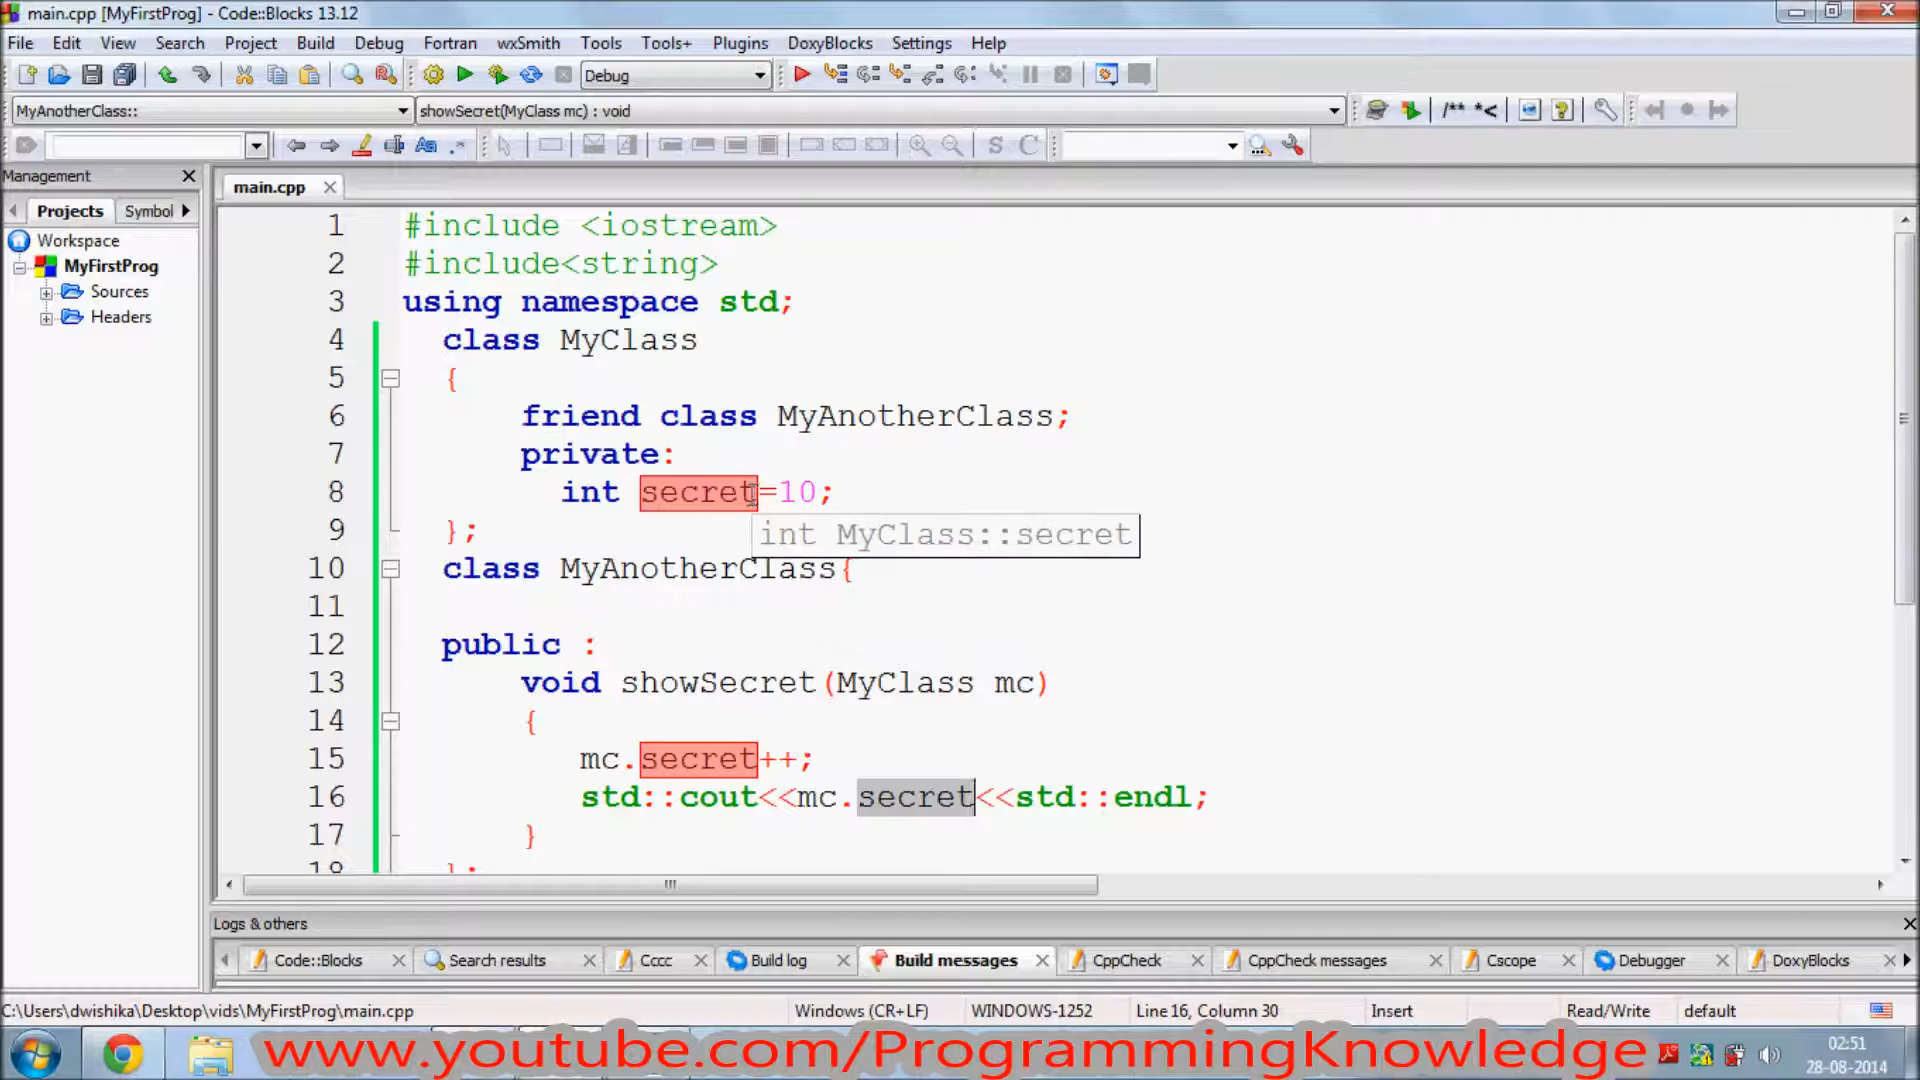 main.cpp [MyFirstProg] - Code::Blocks 13.12
File Edit View Search Project Build Debug Fortran wxSmith Tools Tools+ Plugins DoxyBlocks Settings Help
Debug
MyAnotherClass:: showSecret(MyClass mc) : void /** *<
Management
main.cpp
Projects Symbol
Workspace
MyFirstProg
Sources
Headers
1 #include <iostream>
2 #include<string>
3 using namespace std;
4 class MyClass
5 {
6 friend class MyAnotherClass;
7 private:
8 int secret=10;
int MyClass::secret
9 };
10 class MyAnotherClass{
11
12 public :
13 void showSecret(MyClass mc)
14 {
15 mc.secret++;
16 std::cout<<mc.secret<<std::endl;
17 }
18 };
Logs & others
Code::Blocks Search results Cccc Build log Build messages CppCheck CppCheck messages Cscope Debugger DoxyBlocks
C:\Users\dwishika\Desktop\vids\MyFirstProg\main.cpp Windows (CR+LF) WINDOWS-1252 Line 16, Column 30 Insert Read/Write default
www.youtube.com/ProgrammingKnowledge
02:51
28-08-2014